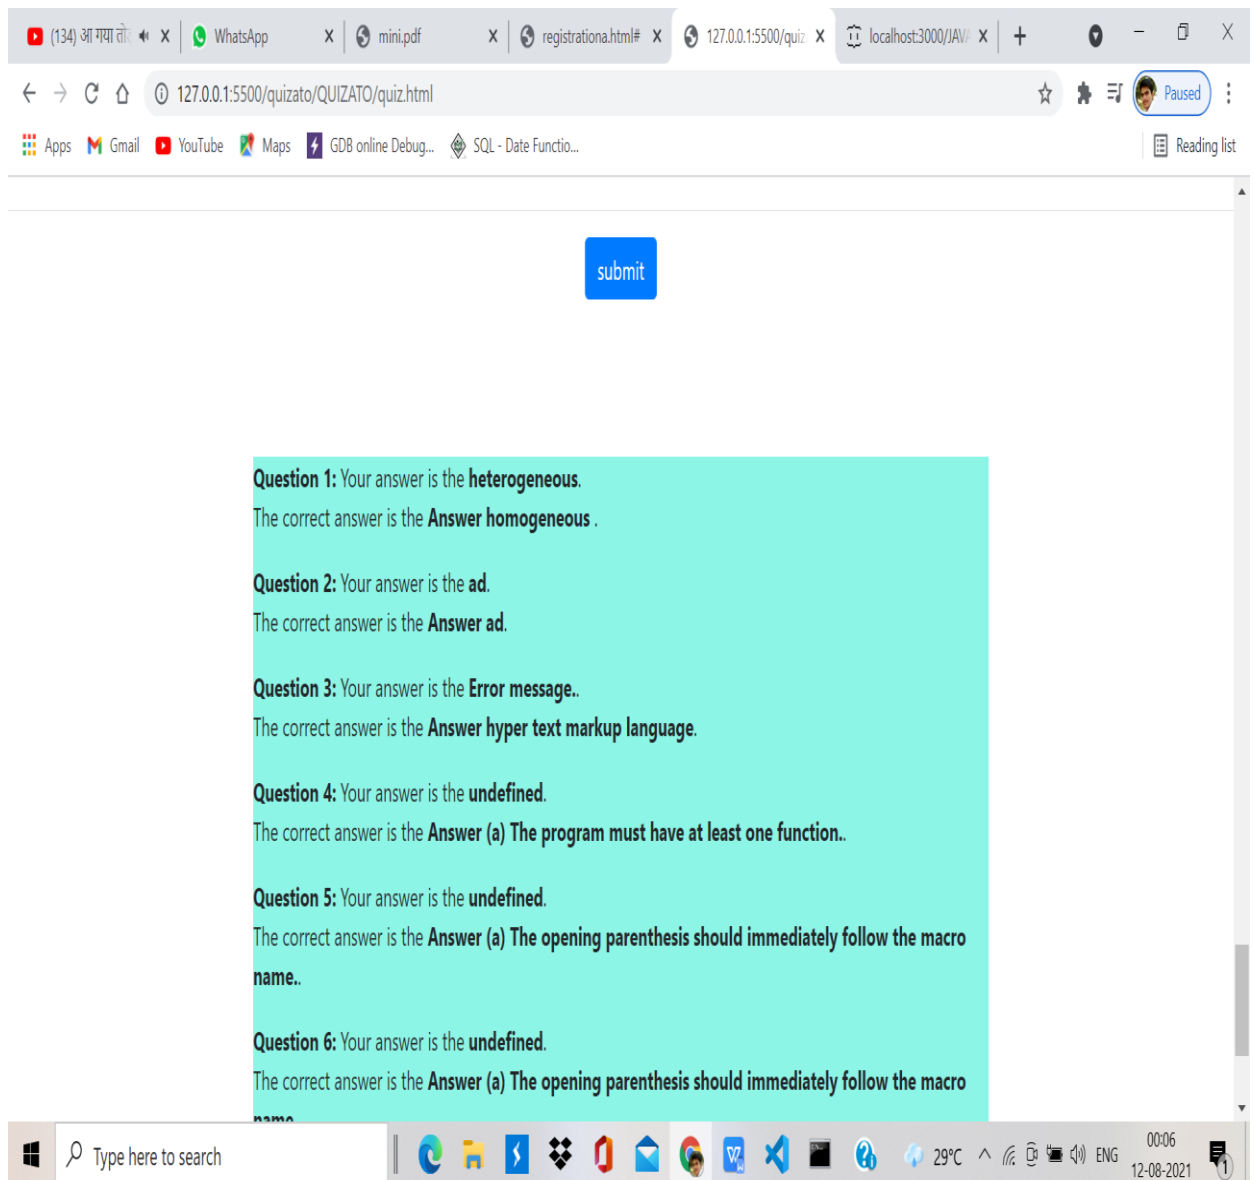 (134) आ गया तो
WhatsApp
mini.pdf
registrationa.html#
127.0.0.1:5500/quiz
localhost:3000/JAVA
127.0.0.1:5500/quizato/QUIZATO/quiz.html
Paused
Apps
Gmail
YouTube
Maps
GDB online Debug...
SQL - Date Functio...
Reading list
submit
Question 1: Your answer is the heterogeneous.
The correct answer is the Answer homogeneous .
Question 2: Your answer is the ad.
The correct answer is the Answer ad.
Question 3: Your answer is the Error message..
The correct answer is the Answer hyper text markup language.
Question 4: Your answer is the undefined.
The correct answer is the Answer (a) The program must have at least one function..
Question 5: Your answer is the undefined.
The correct answer is the Answer (a) The opening parenthesis should immediately follow the macro
name..
Question 6: Your answer is the undefined.
The correct answer is the Answer (a) The opening parenthesis should immediately follow the macro
name
Type here to search
29°C
ENG
00:06
12-08-2021
1